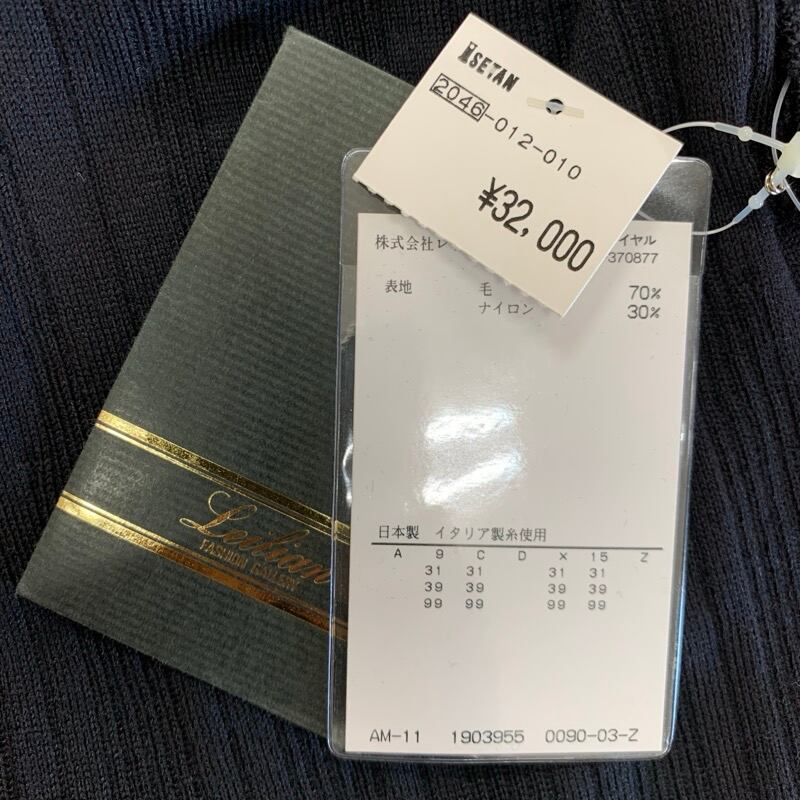 ISETAN
2046-012-010
¥32,000
株式会社レ
イヤル
370877
表地 毛 70%
ナイロン 30%
日本製 イタリア製糸使用
A 9 C D X 15 Z
31 31 31 31
39 39 39 39
99 99 99 99
AM-11 1903955 0090-03-Z
Leilian
FASHION GALLERY